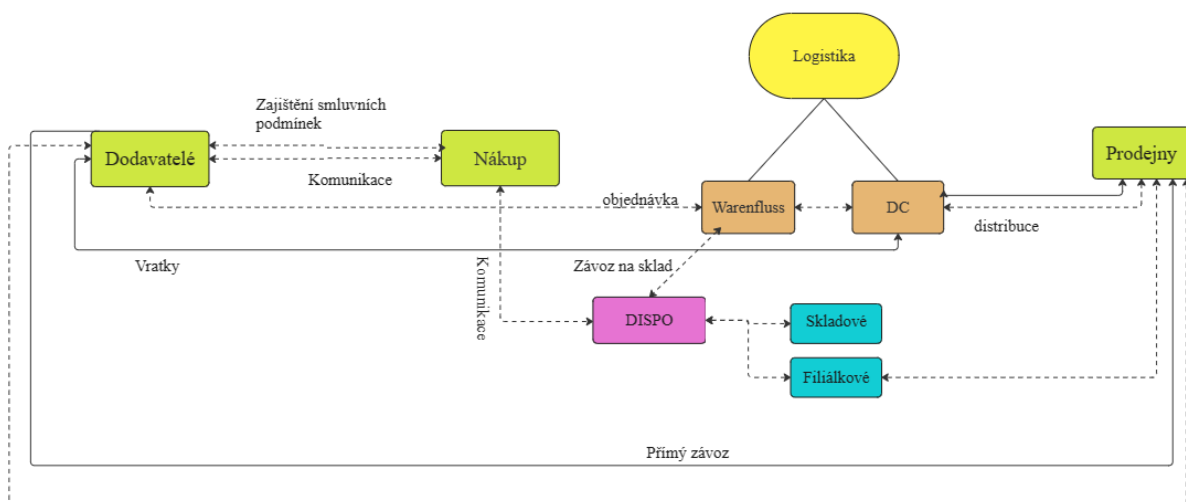 Logistika
Zajištění smluvních
podmínek
Dodavatelé
Nákup
Prodejny
Komunikace
objednávka
Warenfluss
DC
distribuce
Vratky
Komunikace
Závoz na sklad
DISPO
Skladové
Filiálkové
Přímý závoz